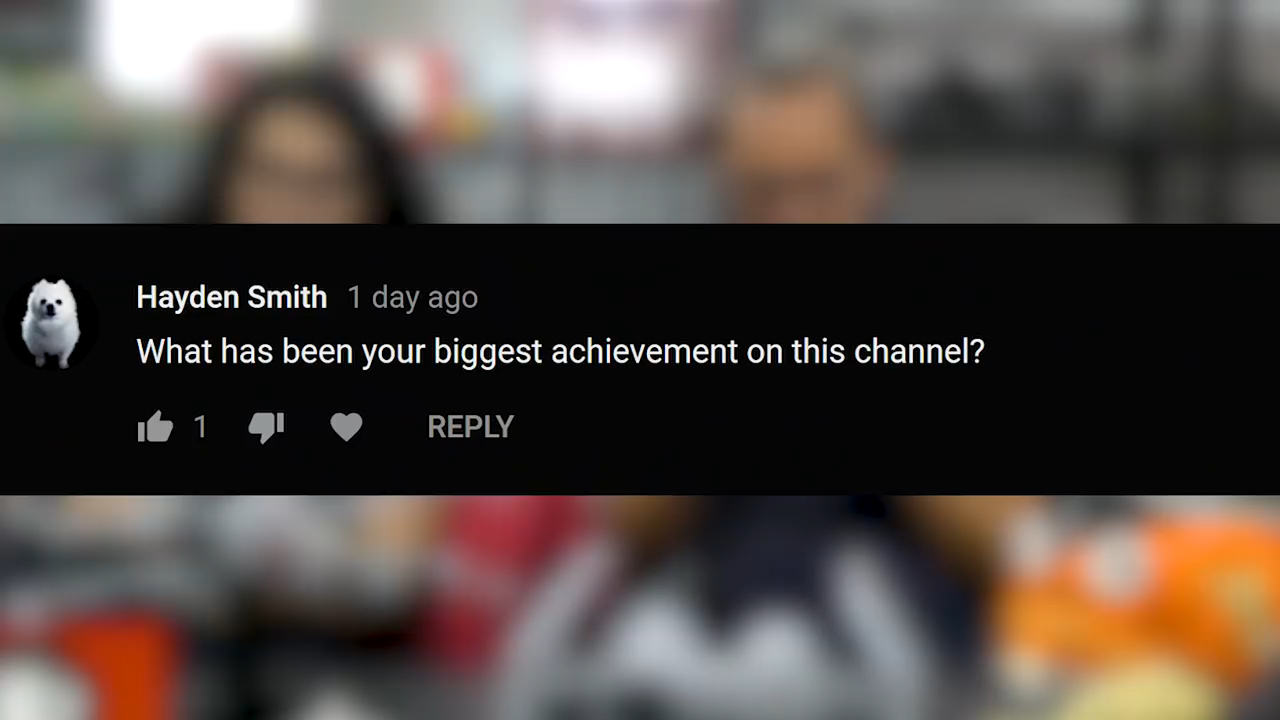 Hayden Smith 1 day ago
What has been your biggest achievement on this channel?
1 REPLY